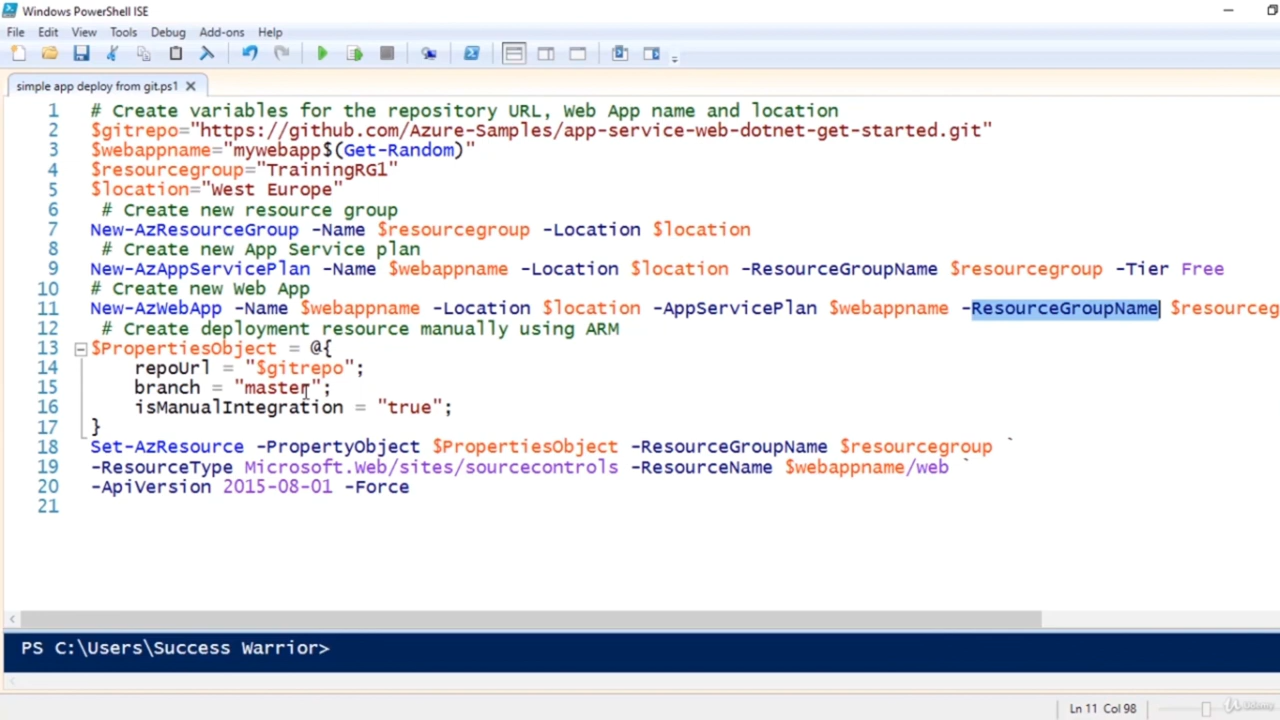 Windows PowerShell ISE
File Edit View Tools Debug Add-ons Help
simple app deploy from git.ps1
1 # Create variables for the repository URL, Web App name and location
2 $gitrepo="https://github.com/Azure-Samples/app-service-web-dotnet-get-started.git"
3 $webappname="mywebapp$(Get-Random)"
4 $resourcegroup="TrainingRG1"
5 $location="West Europe"
6 # Create new resource group
7 New-AzResourceGroup -Name $resourcegroup -Location $location
8 # Create new App Service plan
9 New-AzAppServicePlan -Name $webappname -Location $location -ResourceGroupName $resourcegroup -Tier Free
10 # Create new Web App
11 New-AzWebApp -Name $webappname -Location $location -AppServicePlan $webappname -ResourceGroupName $resourceg
12 # Create deployment resource manually using ARM
13 $PropertiesObject = @{
14 repoUrl = "$gitrepo";
15 branch = "master";
16 isManualIntegration = "true";
17 }
18 Set-AzResource -PropertyObject $PropertiesObject -ResourceGroupName $resourcegroup `
19 -ResourceType Microsoft.Web/sites/sourcecontrols -ResourceName $webappname/web `
20 -ApiVersion 2015-08-01 -Force
21
PS C:\Users\Success Warrior>
Ln 11 Col 98
Udemy